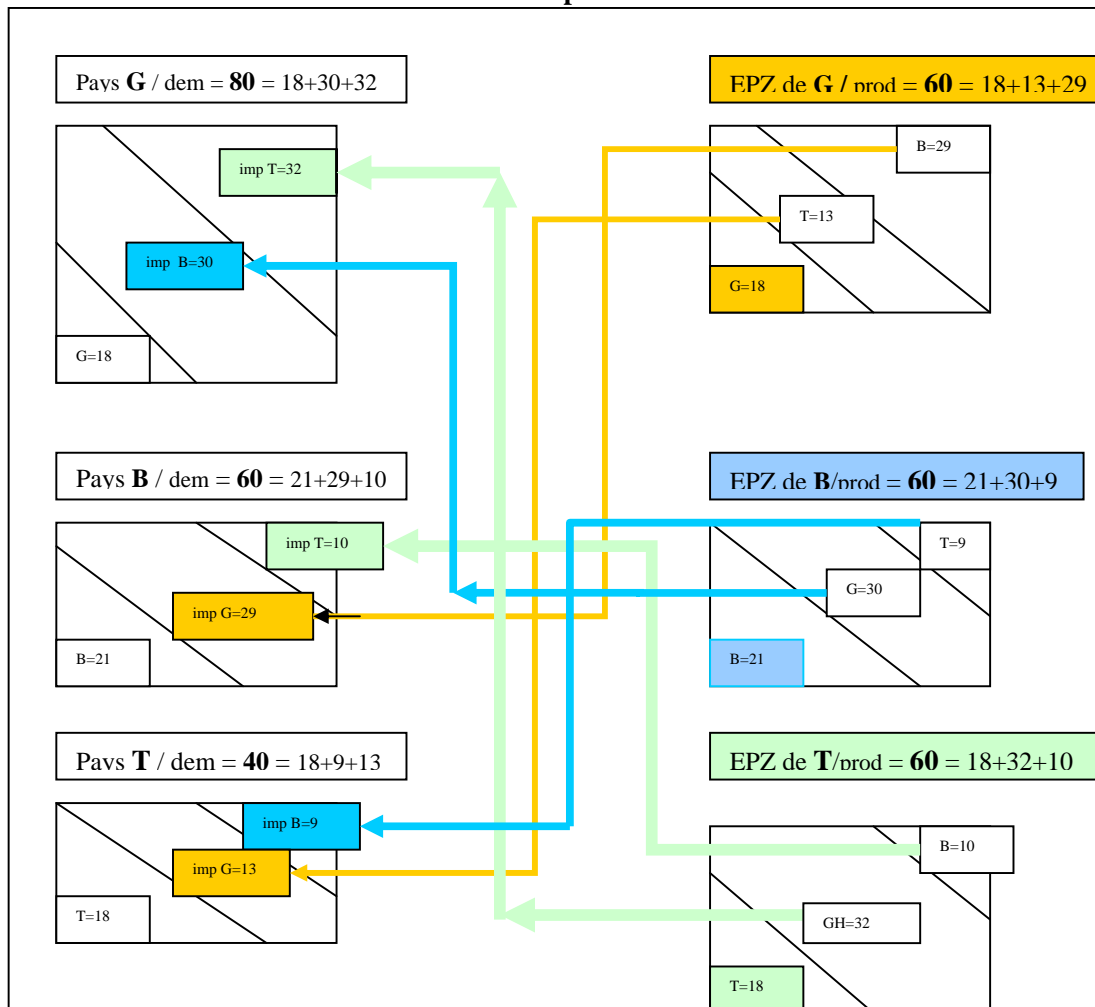 Pays G / dem = 80 = 18+30+32
EPZ de G / prod = 60 = 18+13+29
imp T=32
imp B=30
G=18
B=29
T=13
G=18
Pays B / dem = 60 = 21+29+10
EPZ de B/prod = 60 = 21+30+9
imp T=10
imp G=29
B=21
T=9
G=30
B=21
Pays T / dem = 40 = 18+9+13
EPZ de T/prod = 60 = 18+32+10
imp B=9
imp G=13
T=18
B=10
GH=32
T=18